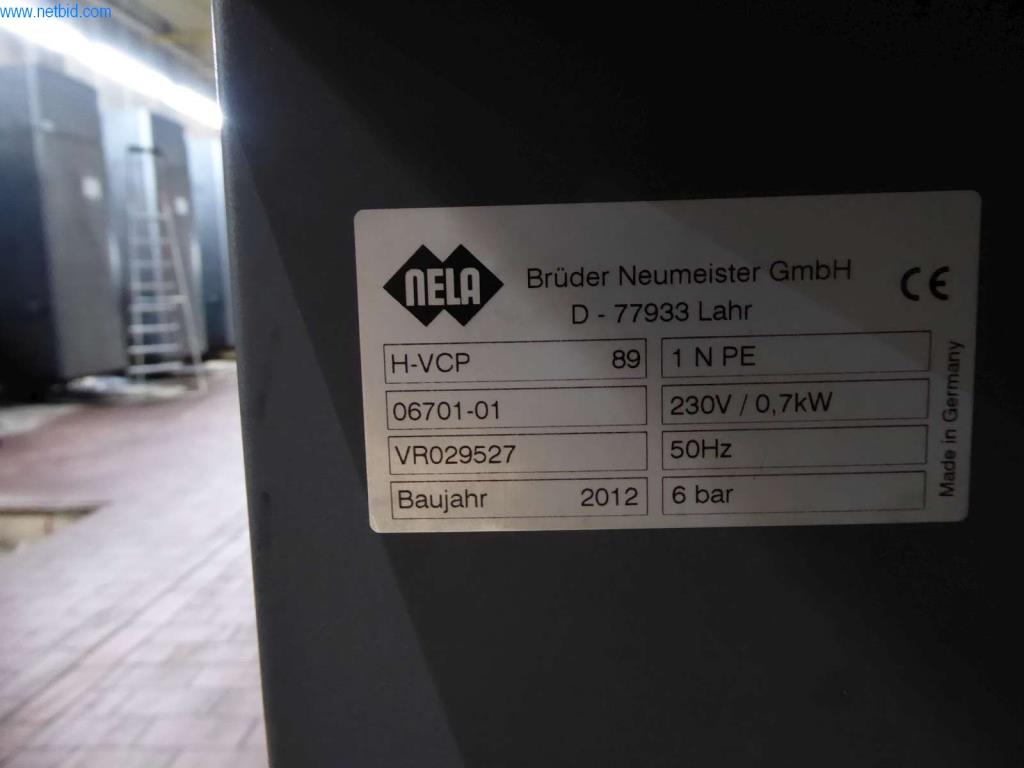 www.netbid.com
NELA
Brüder Neumeister GmbH
D - 77933 Lahr
CE
H-VCP 89
1 N PE
06701-01
230V / 0,7kW
VR029527
50Hz
Baujahr 2012
6 bar
Made in Germany